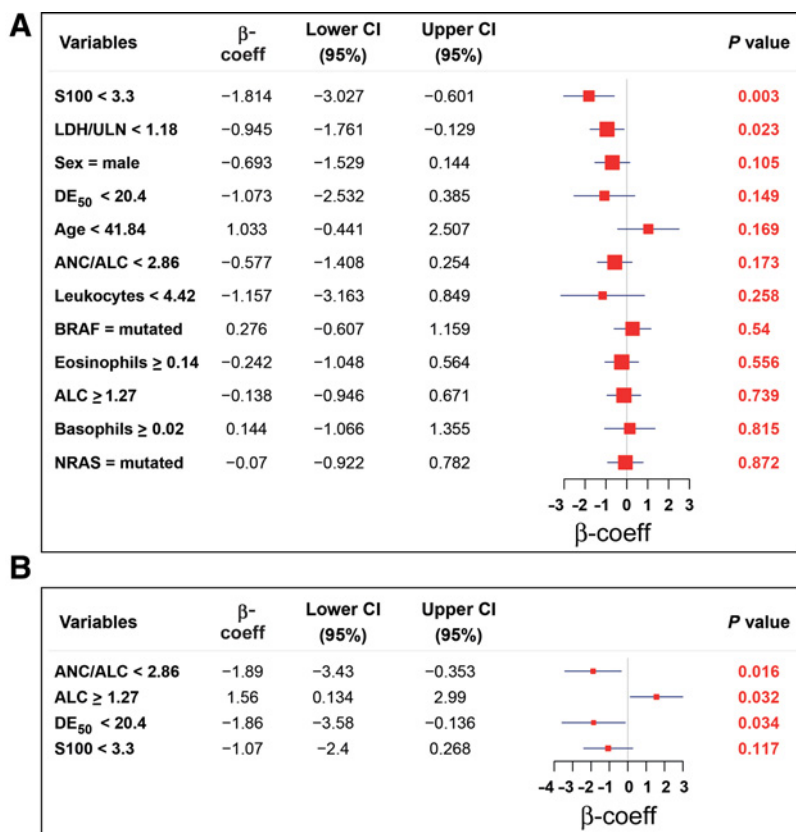 A
Variables β-coeff Lower CI (95%) Upper CI (95%) P value
S100 < 3.3 −1.814 −3.027 −0.601 0.003
LDH/ULN < 1.18 −0.945 −1.761 −0.129 0.023
Sex = male −0.693 −1.529 0.144 0.105
DE50 < 20.4 −1.073 −2.532 0.385 0.149
Age < 41.84 1.033 −0.441 2.507 0.169
ANC/ALC < 2.86 −0.577 −1.408 0.254 0.173
Leukocytes < 4.42 −1.157 −3.163 0.849 0.258
BRAF = mutated 0.276 −0.607 1.159 0.54
Eosinophils ≥ 0.14 −0.242 −1.048 0.564 0.556
ALC ≥ 1.27 −0.138 −0.946 0.671 0.739
Basophils ≥ 0.02 0.144 −1.066 1.355 0.815
NRAS = mutated −0.07 −0.922 0.782 0.872
-3 -2 -1 0 1 2 3
β-coeff
B
Variables β-coeff Lower CI (95%) Upper CI (95%) P value
ANC/ALC < 2.86 −1.89 −3.43 −0.353 0.016
ALC ≥ 1.27 1.56 0.134 2.99 0.032
DE50 < 20.4 −1.86 −3.58 −0.136 0.034
S100 < 3.3 −1.07 −2.4 0.268 0.117
-4 -3 -2 -1 0 1 2 3
β-coeff